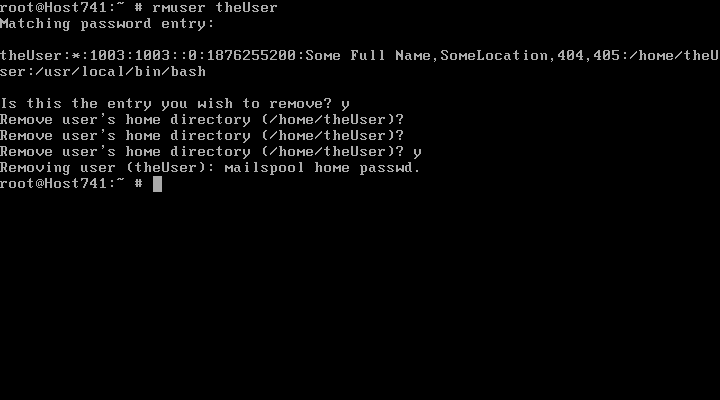 root@Host741:~ # rmuser theUser
Matching password entry:
theUser:*:1003:1003::0:1876255200:Some Full Name,SomeLocation,404,405:/home/theU
ser:/usr/local/bin/bash
Is this the entry you wish to remove? y
Remove user's home directory (/home/theUser)?
Remove user's home directory (/home/theUser)?
Remove user's home directory (/home/theUser)? y
Removing user (theUser): mailspool home passwd.
root@Host741:~ #